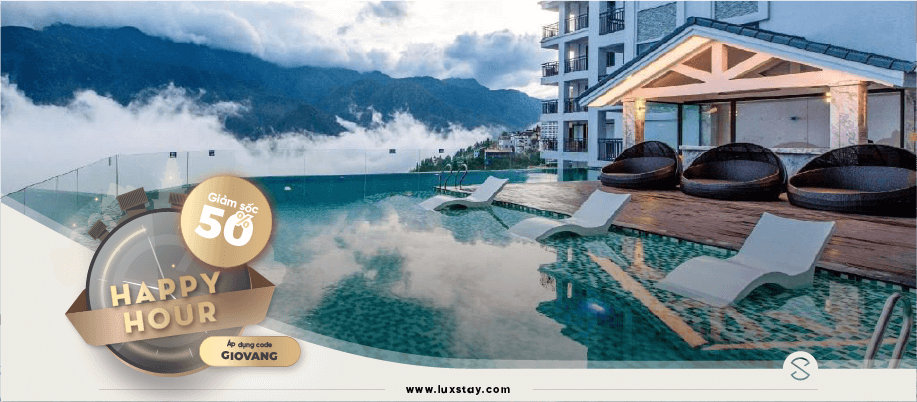 Giảm sốc
50%
HAPPY
HOUR
Áp dụng code
GIOVANG
www.luxstay.com